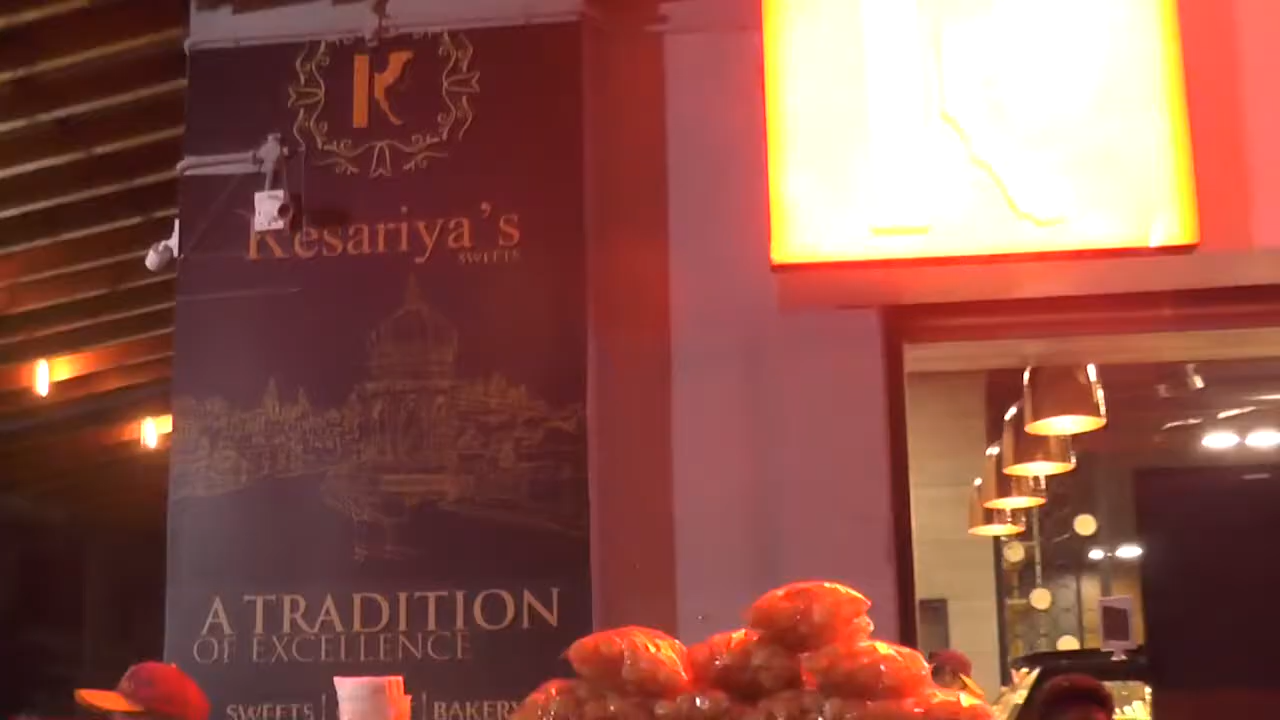 K
Kesariya's
SWEETS
A TRADITION
OF EXCELLENCE
SWEETS | | BAKERY